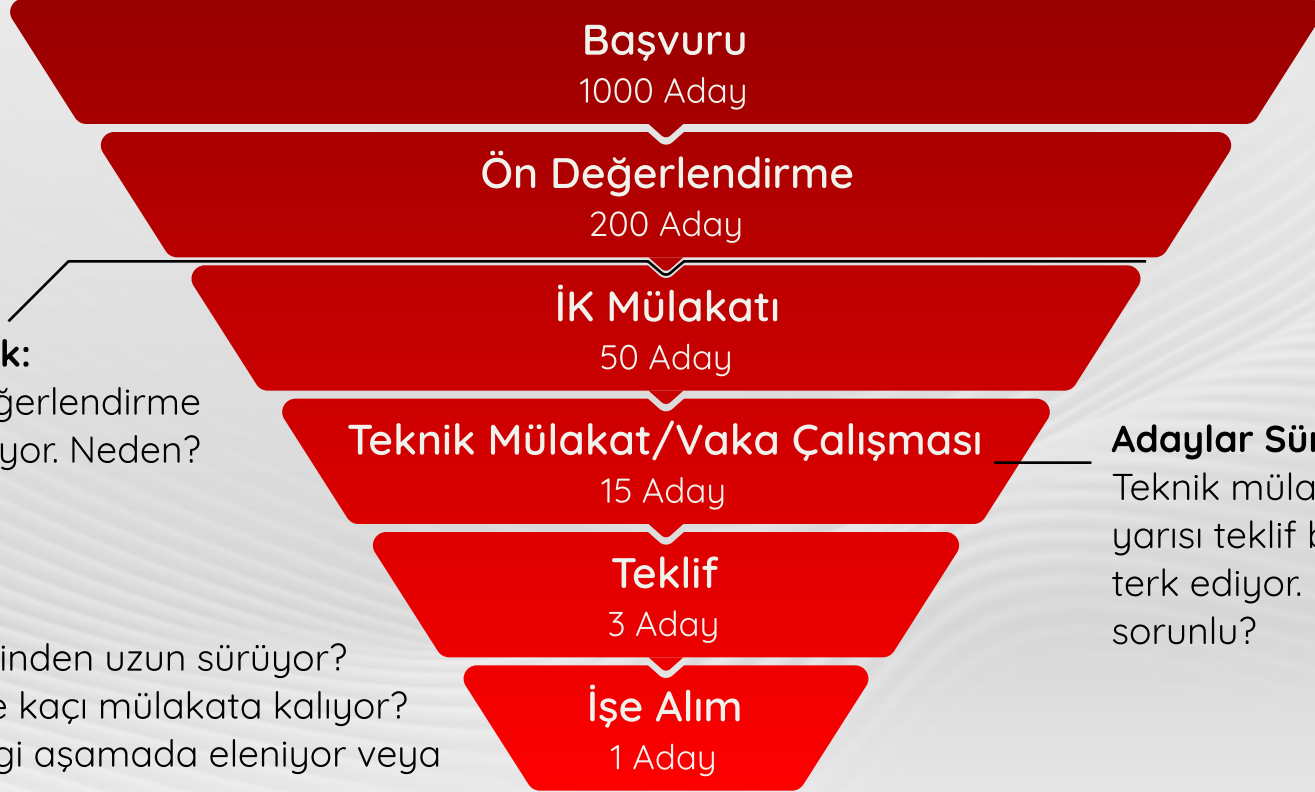 Başvuru
1000 Aday
Ön Değerlendirme
200 Aday
İK Mülakatı
50 Aday
k:
ğerlendirme
yor. Neden?
Teknik Mülakat/Vaka Çalışması
15 Aday
Adaylar Sür
Teknik müla
yarısı teklif b
terk ediyor.
sorunlu?
Teklif
3 Aday
inden uzun sürüyor?
e kaçı mülakata kalıyor?
gi aşamada eleniyor veya
İşe Alım
1 Aday